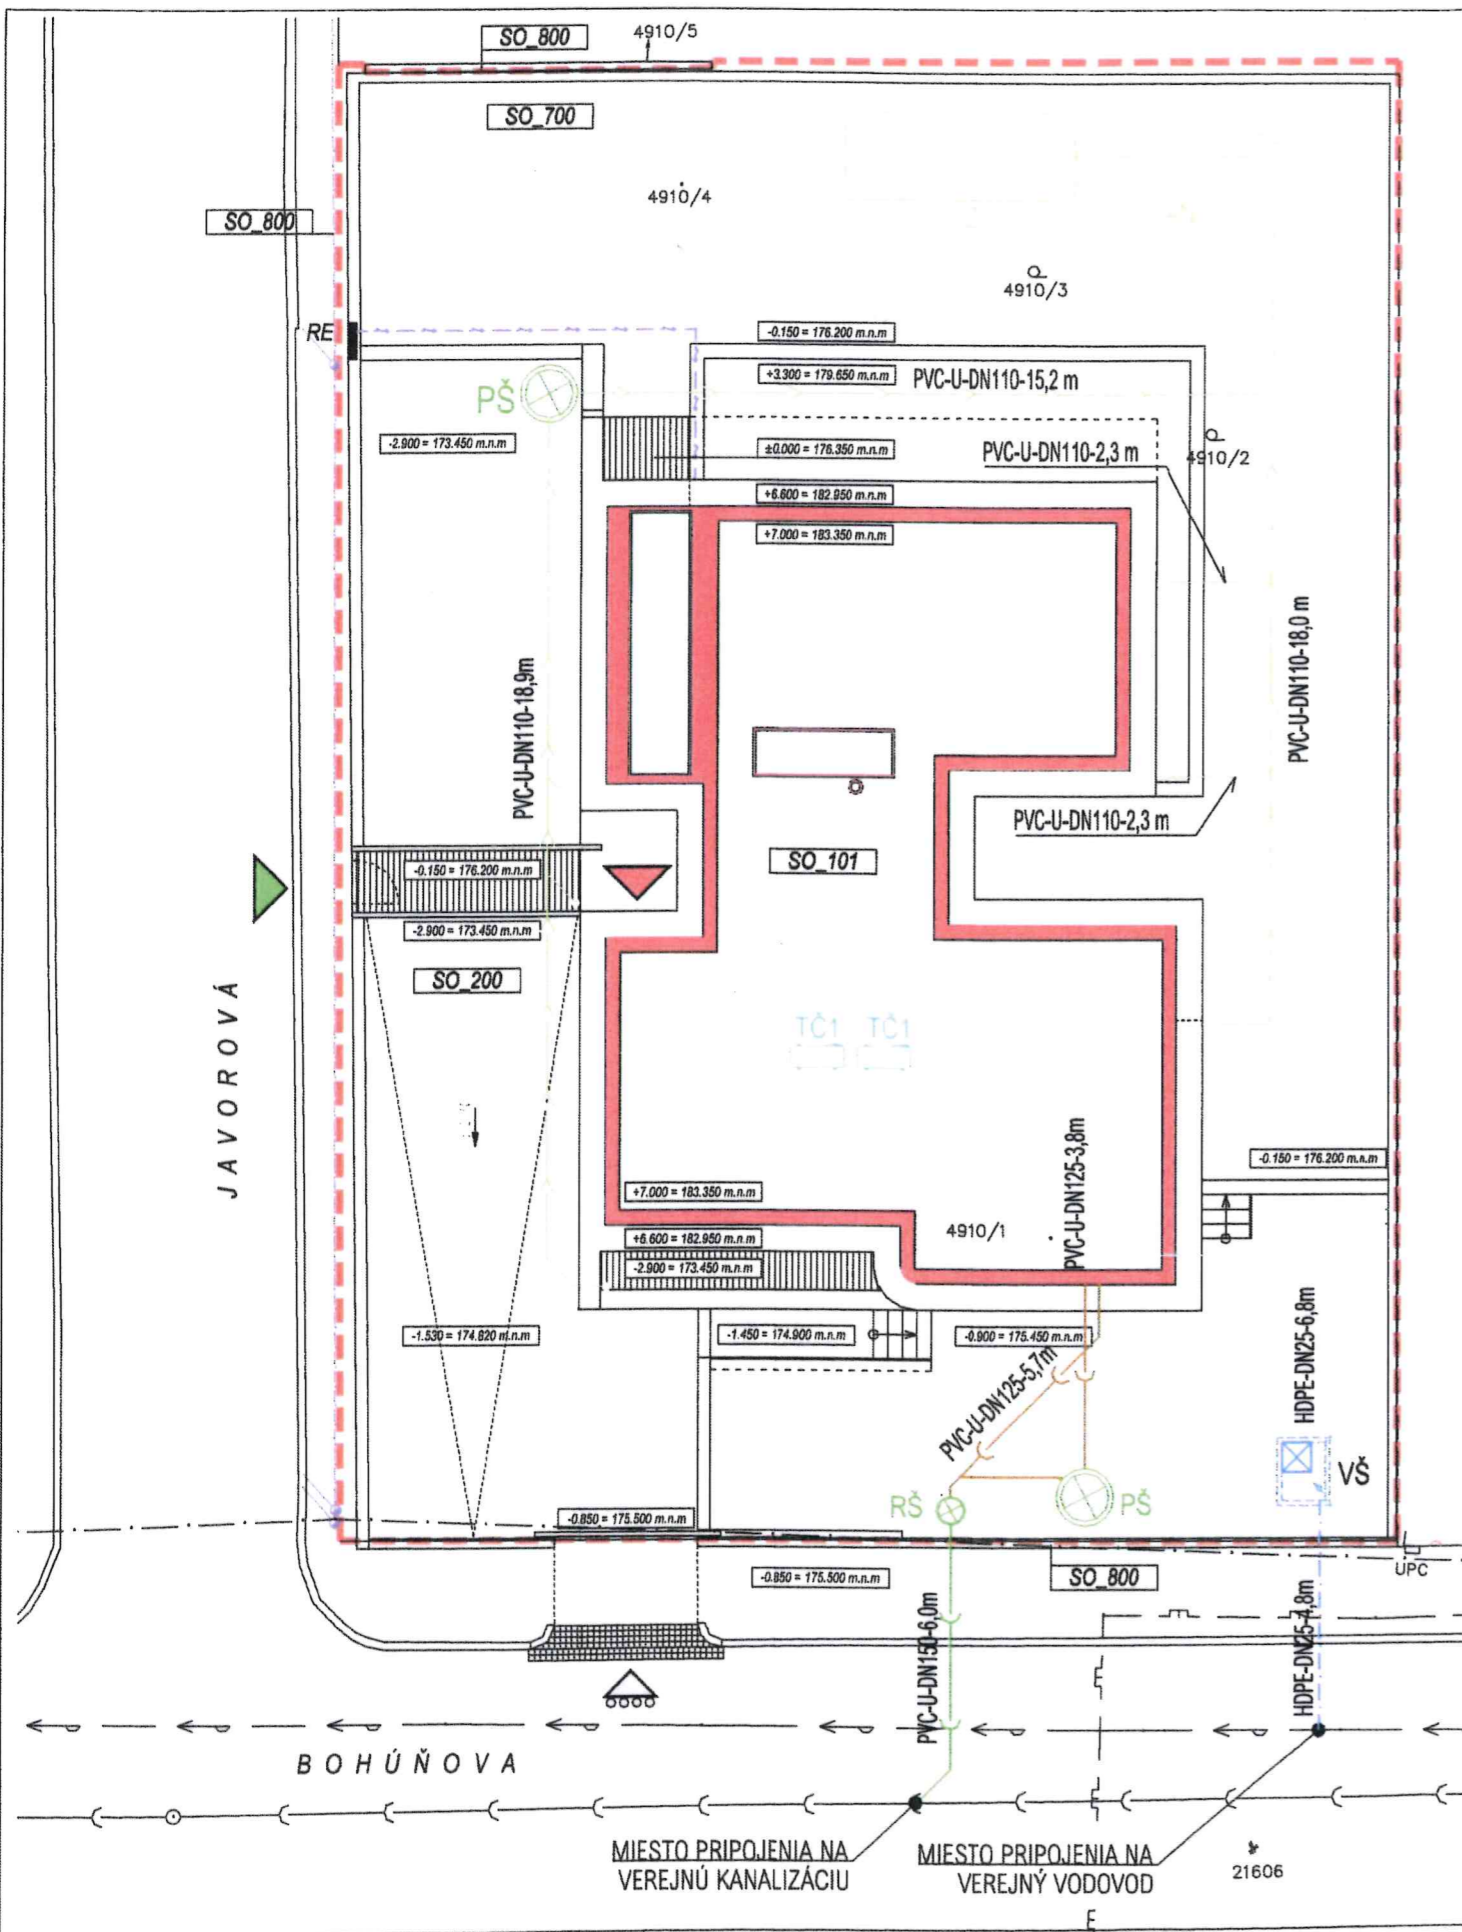 SO_800
4910/5
SO_700
4910/4
SO_800
4910/3
RE
-0.150 = 176.200 m.n.m
+3.300 = 179.650 m.n.m
PVC-U-DN110-15,2 m
PŠ
-2.900 = 173.450 m.n.m
±0.000 = 176.350 m.n.m
PVC-U-DN110-2,3 m
4910/2
+6.600 = 182.950 m.n.m
+7.000 = 183.350 m.n.m
PVC-U-DN110-18,9m
PVC-U-DN110-18,0 m
PVC-U-DN110-2,3 m
SO_101
-0.150 = 176.200 m.n.m
-2.900 = 173.450 m.n.m
SO_200
JAVOROVÁ
TČ1
TČ1
PVC-U-DN125-3,8m
-0.150 = 176.200 m.n.m
+7.000 = 183.350 m.n.m
4910/1
+6.600 = 182.950 m.n.m
-2.900 = 173.450 m.n.m
-1.530 = 174.820 m.n.m
-1.450 = 174.900 m.n.m
-0.900 = 175.450 m.n.m
PVC-U-DN125-5,7m
HDPE-DN25-6,8m
VŠ
RŠ
PŠ
-0.850 = 175.500 m.n.m
-0.850 = 175.500 m.n.m
SO_800
UPC
PVC-U-DN150-6,0m
HDPE-DN25-4,8m
BOHÚŇOVA
MIESTO PRIPOJENIA NA
VEREJNÚ KANALIZÁCIU
MIESTO PRIPOJENIA NA
VEREJNÝ VODOVOD
21606
E